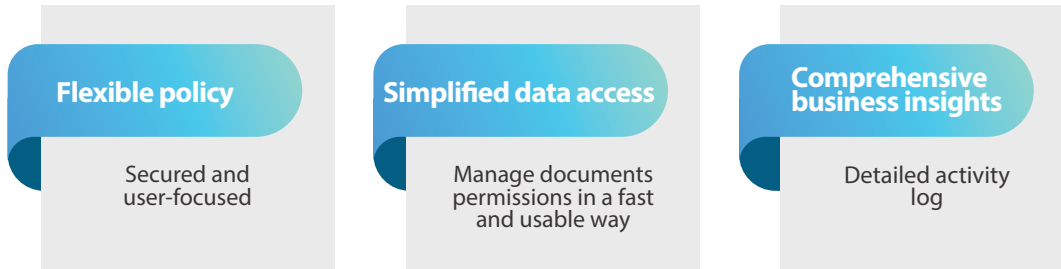 Flexible policy
Secured and
user-focused
Simplified data access
Manage documents
permissions in a fast
and usable way
Comprehensive
business insights
Detailed activity
log